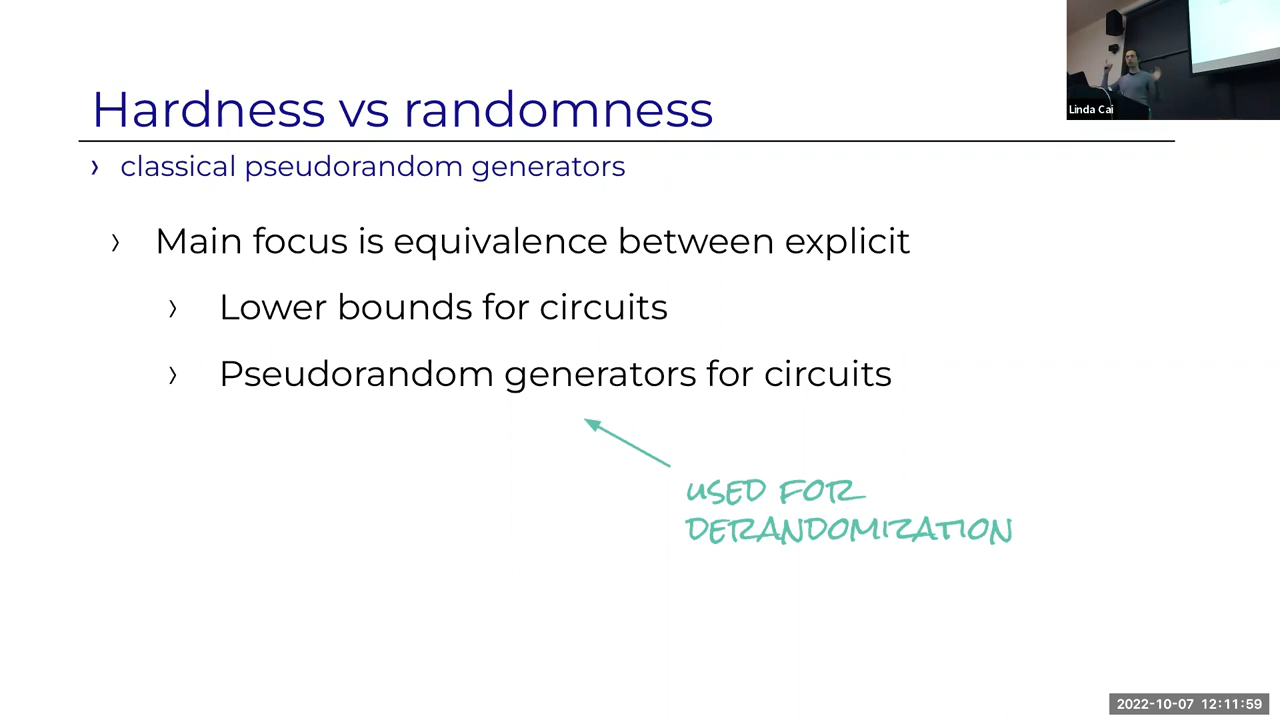 Hardness vs randomness
› classical pseudorandom generators
› Main focus is equivalence between explicit
› Lower bounds for circuits
› Pseudorandom generators for circuits
USED FOR
DERANDOMIZATION
Linda Cai
2022-10-07 12:11:59